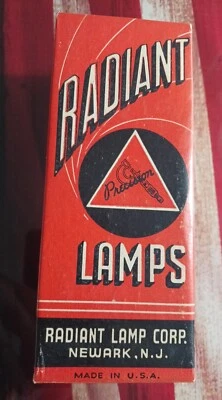 RADIANT
Precision
LAMPS
RADIANT LAMP CORP.
NEWARK, N.J.
MADE IN U.S.A.